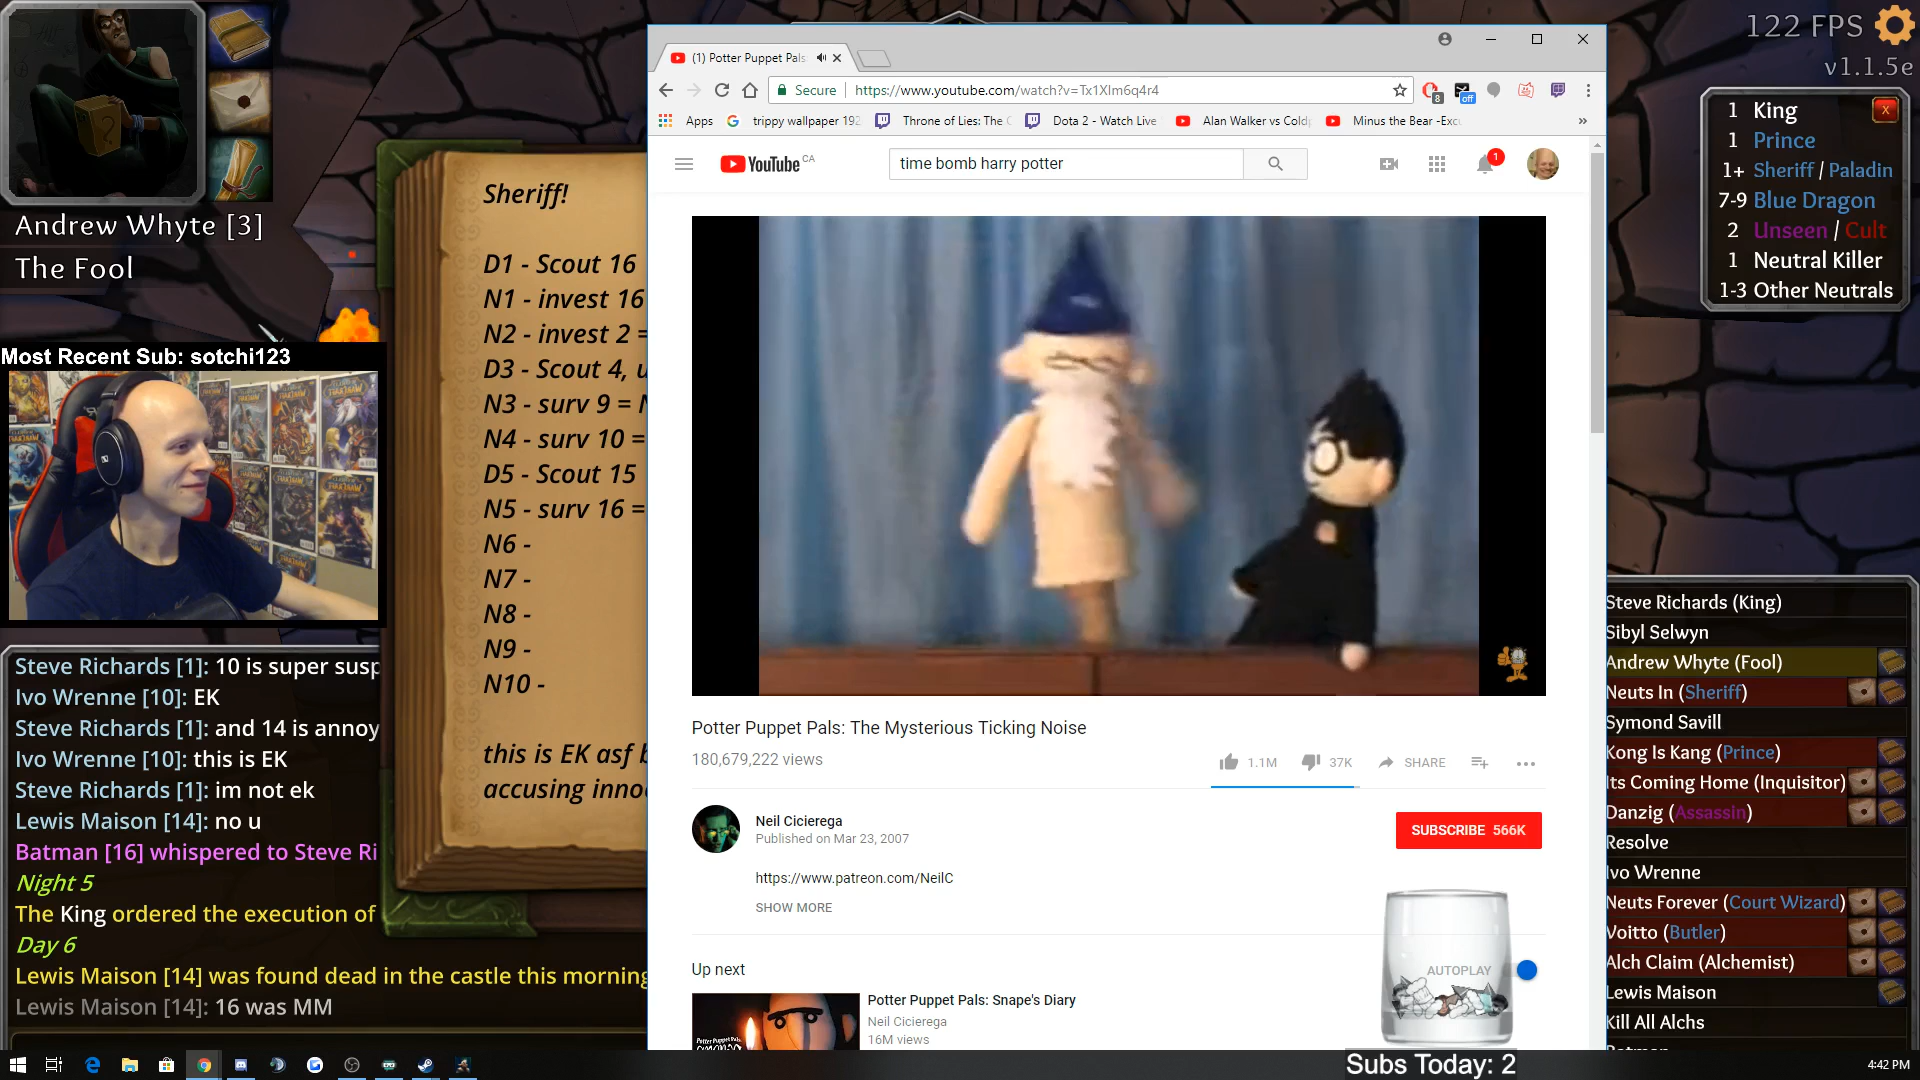 Andrew Whyte [3]
The Fool
Most Recent Sub: sotchi123
Sheriff!
D1 - Scout 16
N1 - invest 16
N2 - invest 2 =
D3 - Scout 4, u
N3 - surv 9 = N
N4 - surv 10 =
D5 - Scout 15
N5 - surv 16 =
N6 -
N7 -
N8 -
N9 -
N10 -
this is EK asf b
accusing inno
Steve Richards [1]: 10 is super susp
Ivo Wrenne [10]: EK
Steve Richards [1]: and 14 is annoy
Ivo Wrenne [10]: this is EK
Steve Richards [1]: im not ek
Lewis Maison [14]: no u
Batman [16] whispered to Steve Ri
Night 5
The King ordered the execution of
Day 6
Lewis Maison [14] was found dead in the castle this morning
Lewis Maison [14]: 16 was MM
(1) Potter Puppet Pals
Secure
https://www.youtube.com/watch?v=Tx1XIm6q4r4
8
off
Apps
trippy wallpaper 192
Throne of Lies: The
Dota 2 - Watch Live
Alan Walker vs Cold
Minus the Bear -Exc
YouTube CA
time bomb harry potter
1
Potter Puppet Pals: The Mysterious Ticking Noise
180,679,222 views
1.1M
37K
SHARE
Neil Cicierega
Published on Mar 23, 2007
SUBSCRIBE 566K
https://www.patreon.com/NeilC
SHOW MORE
Up next
AUTOPLAY
Potter Puppet Pals: Snape's Diary
Neil Cicierega
16M views
122 FPS
v1.1.5e
1 King
X
1 Prince
1+ Sheriff / Paladin
7-9 Blue Dragon
2 Unseen / Cult
1 Neutral Killer
1-3 Other Neutrals
Steve Richards (King)
Sibyl Selwyn
Andrew Whyte (Fool)
Neuts In (Sheriff)
Symond Savill
Kong Is Kang (Prince)
Its Coming Home (Inquisitor)
Danzig (Assassin)
Resolve
Ivo Wrenne
Neuts Forever (Court Wizard)
Voitto (Butler)
Alch Claim (Alchemist)
Lewis Maison
Kill All Alchs
Batman
Subs Today: 2
4:42 PM